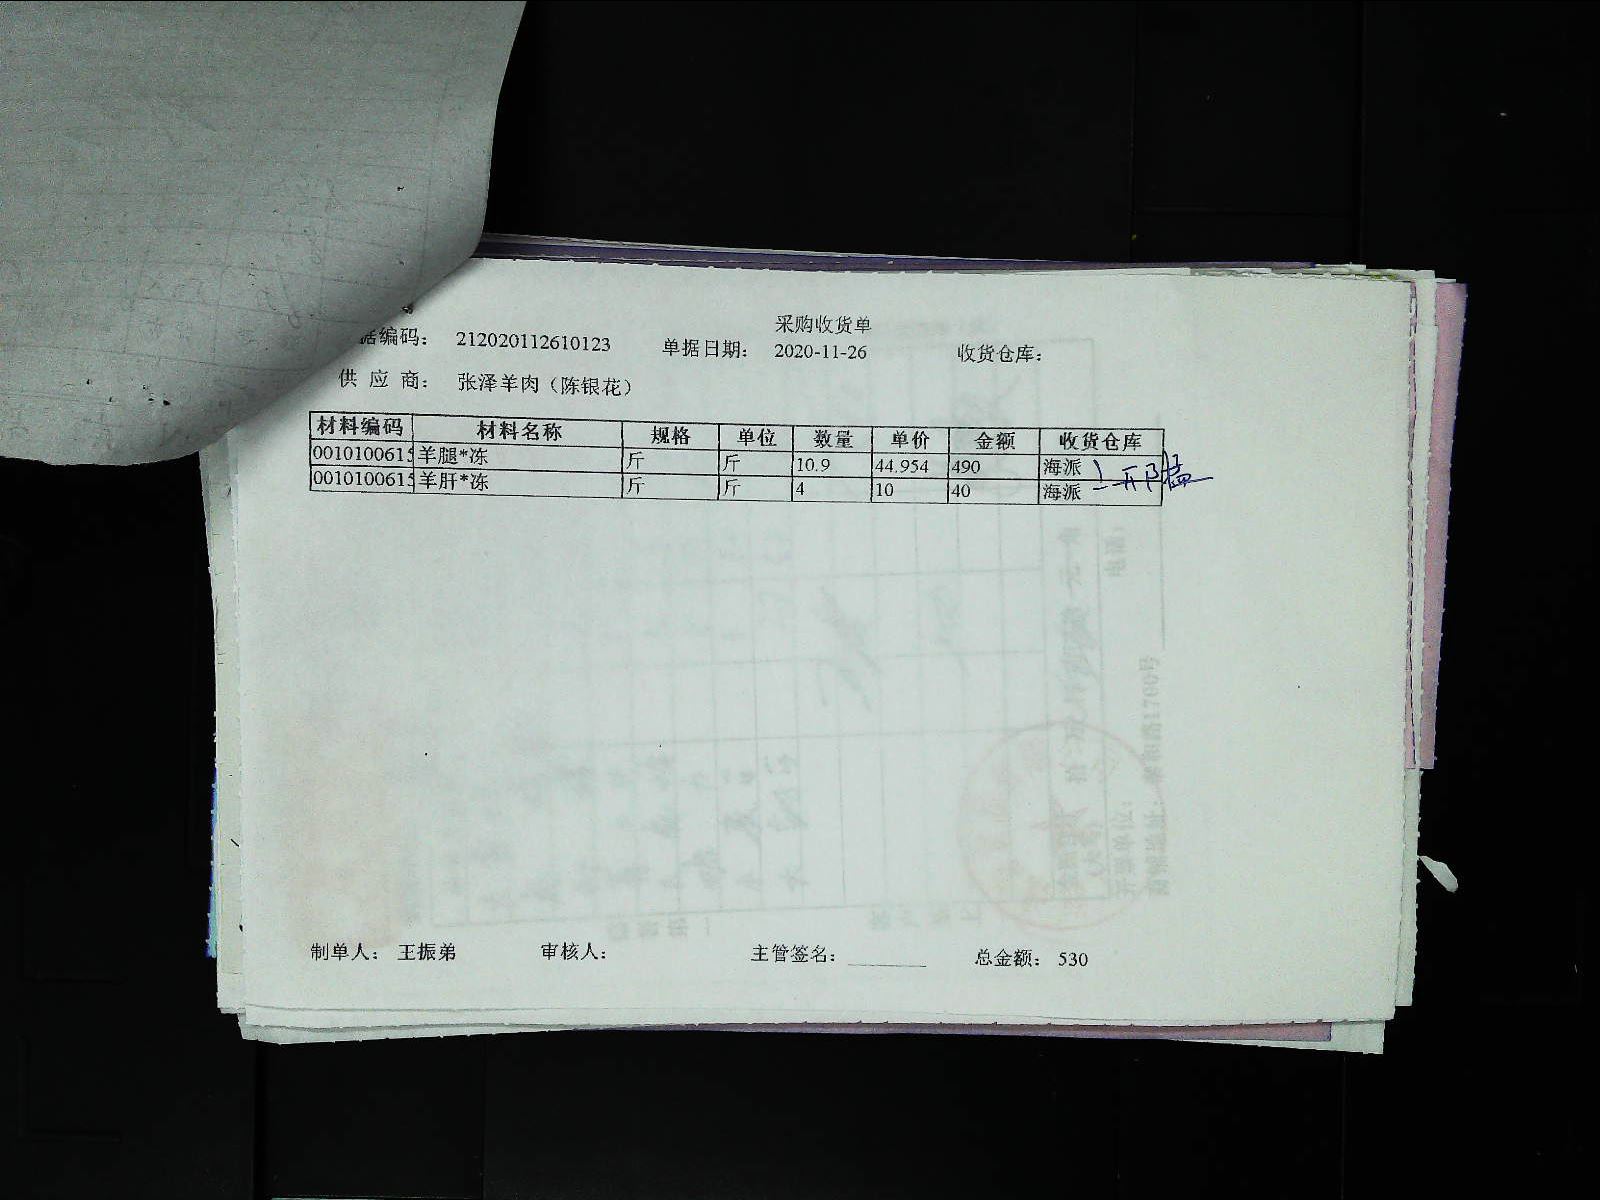 采购收货单
据编码: 212020112610123 单据日期: 2020-11-26 收货仓库:
供 应 商: 张泽羊肉（陈银花）
材料编码 材料名称 规格 单位 数量 单价 金额 收货仓库
0010100615 羊腿*冻 斤 斤 10.9 44.954 490 海派
0010100615 羊肝*冻 斤 斤 4 10 40 海派
制单人: 王振弟 审核人: 主管签名: 总金额: 530